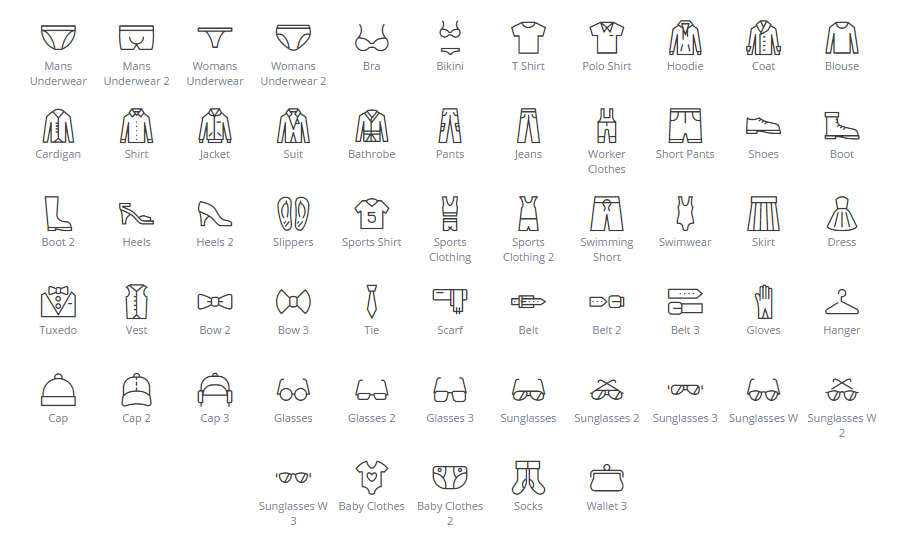 Mans Underwear
Mans Underwear 2
Womans Underwear
Womans Underwear 2
Bra
Bikini
T Shirt
Polo Shirt
Hoodie
Coat
Blouse
Cardigan
Shirt
Jacket
Suit
Bathrobe
Pants
Jeans
Worker Clothes
Short Pants
Shoes
Boot
Boot 2
Heels
Heels 2
Slippers
5
Sports Shirt
Sports Clothing
Sports Clothing 2
Swimming Short
Swimwear
Skirt
Dress
Tuxedo
Vest
Bow 2
Bow 3
Tie
Scarf
Belt
Belt 2
Belt 3
Gloves
Hanger
Cap
Cap 2
Cap 3
Glasses
Glasses 2
Glasses 3
Sunglasses
Sunglasses 2
Sunglasses 3
Sunglasses W
Sunglasses W 2
Sunglasses W 3
Baby Clothes
Baby Clothes 2
Socks
Wallet 3